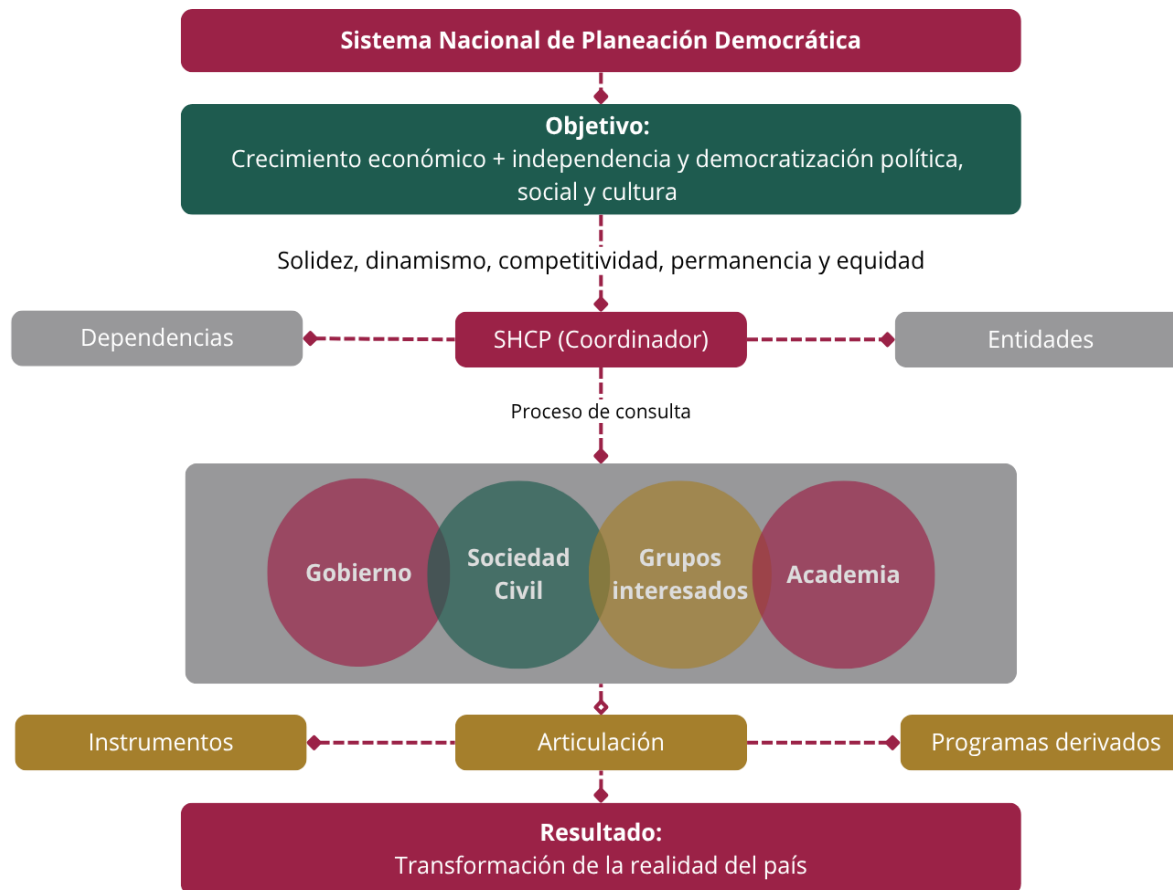 Sistema Nacional de Planeación Democrática
Objetivo:
Crecimiento económico + independencia y democratización política,
social y cultura
Solidez, dinamismo, competitividad, permanencia y equidad
Dependencias
SHCP (Coordinador)
Entidades
Proceso de consulta
Gobierno
Sociedad
Civil
Grupos
interesados
Academia
Instrumentos
Articulación
Programas derivados
Resultado:
Transformación de la realidad del país